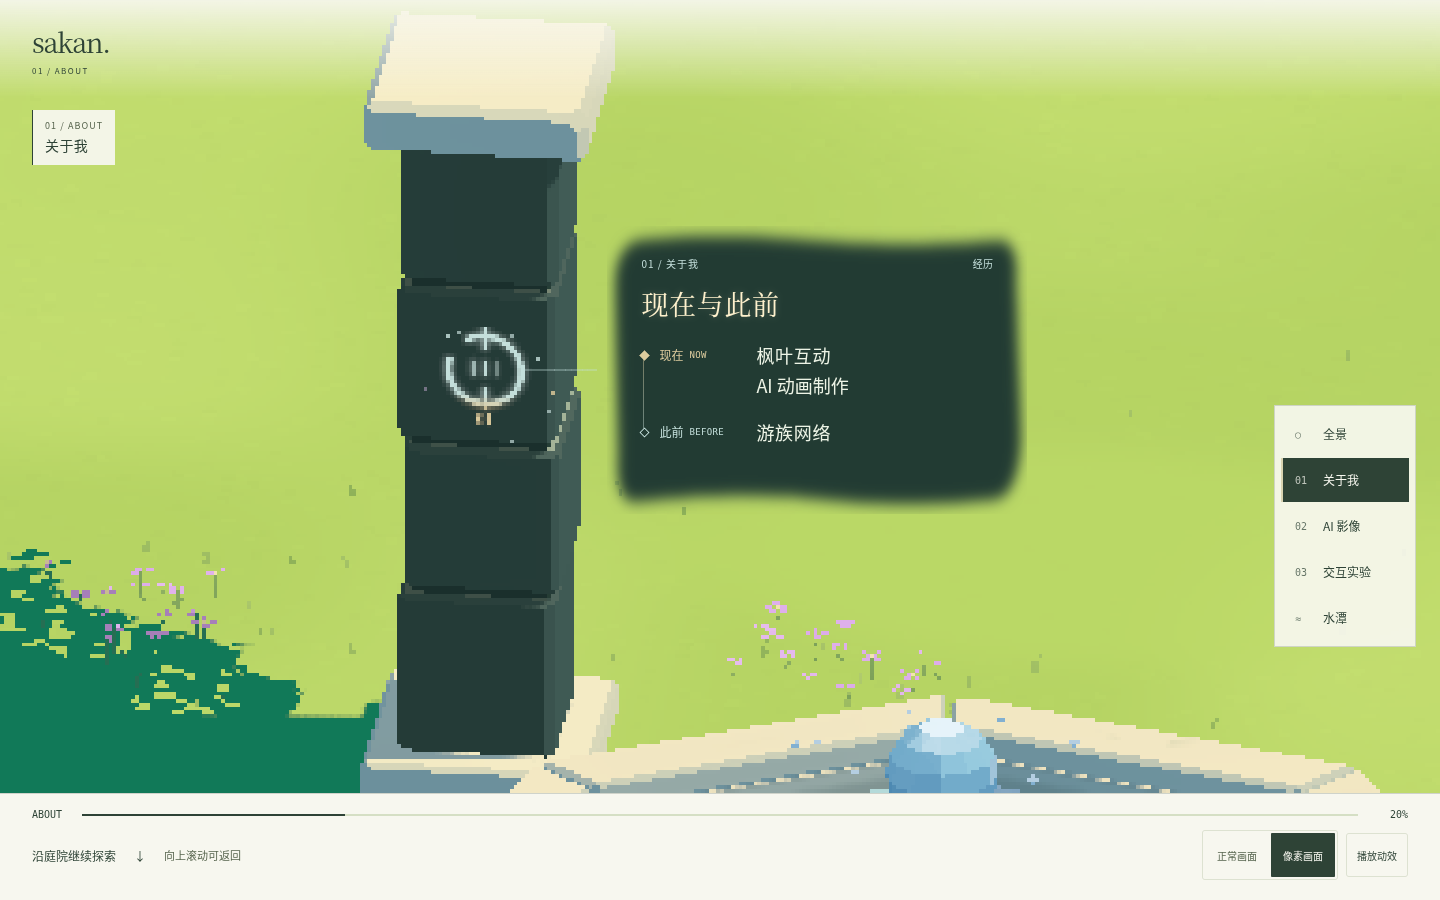 sakan.
01 / ABOUT
01 / ABOUT
关于我
01 / 关于我
经历
现在与此前
现在 NOW
枫叶互动
AI 动画制作
此前 BEFORE
游族网络
全景
01 关于我
02 AI 影像
03 交互实验
≈ 水潭
ABOUT
20%
沿庭院继续探索 ↓ 向上滚动可返回
正常画面
像素画面
播放动效